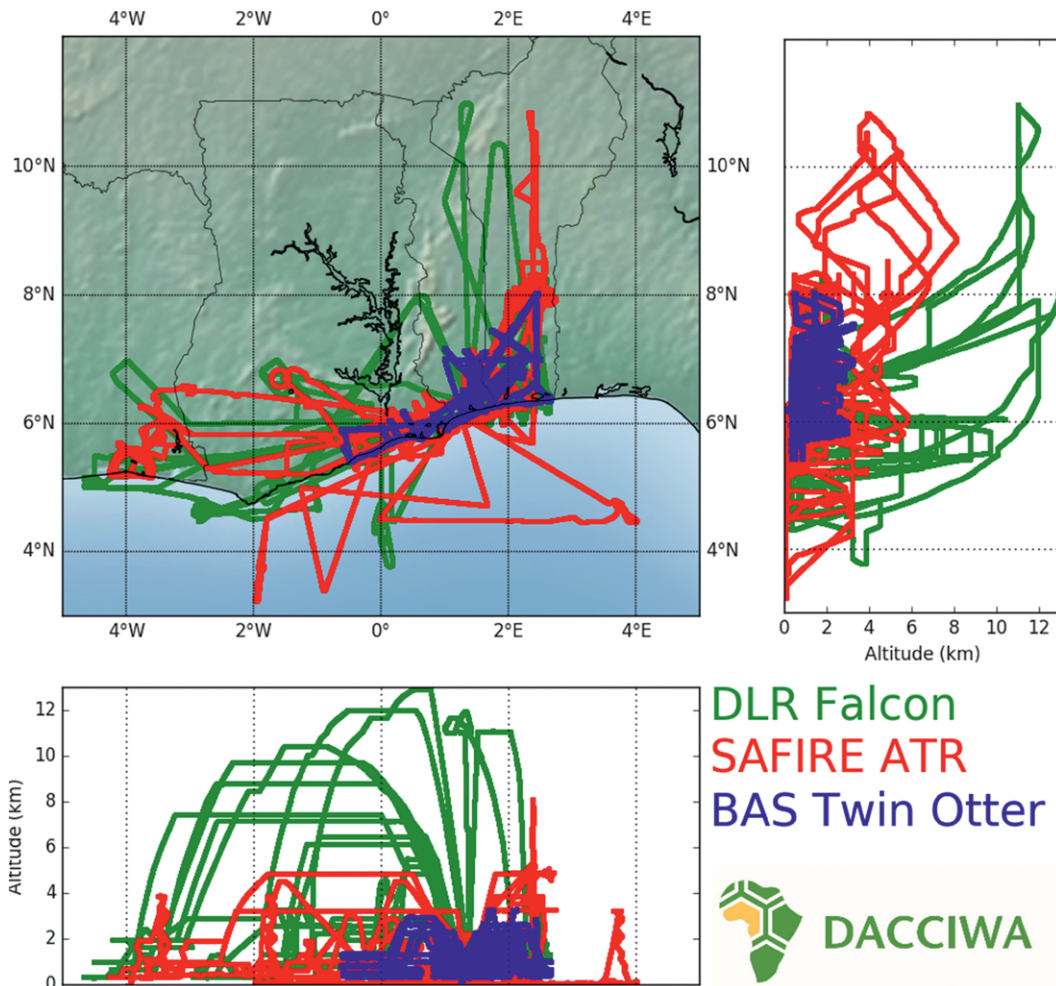 4°W 2°W 0° 2°E 4°E
10°N 10°N
8°N 8°N
6°N 6°N
4°N 4°N
4°W 2°W 0° 2°E 4°E
0 2 4 6 8 10 12
Altitude (km)
12
10
8
6
4
2
0
Altitude (km)
DLR Falcon
SAFIRE ATR
BAS Twin Otter
DACCIWA